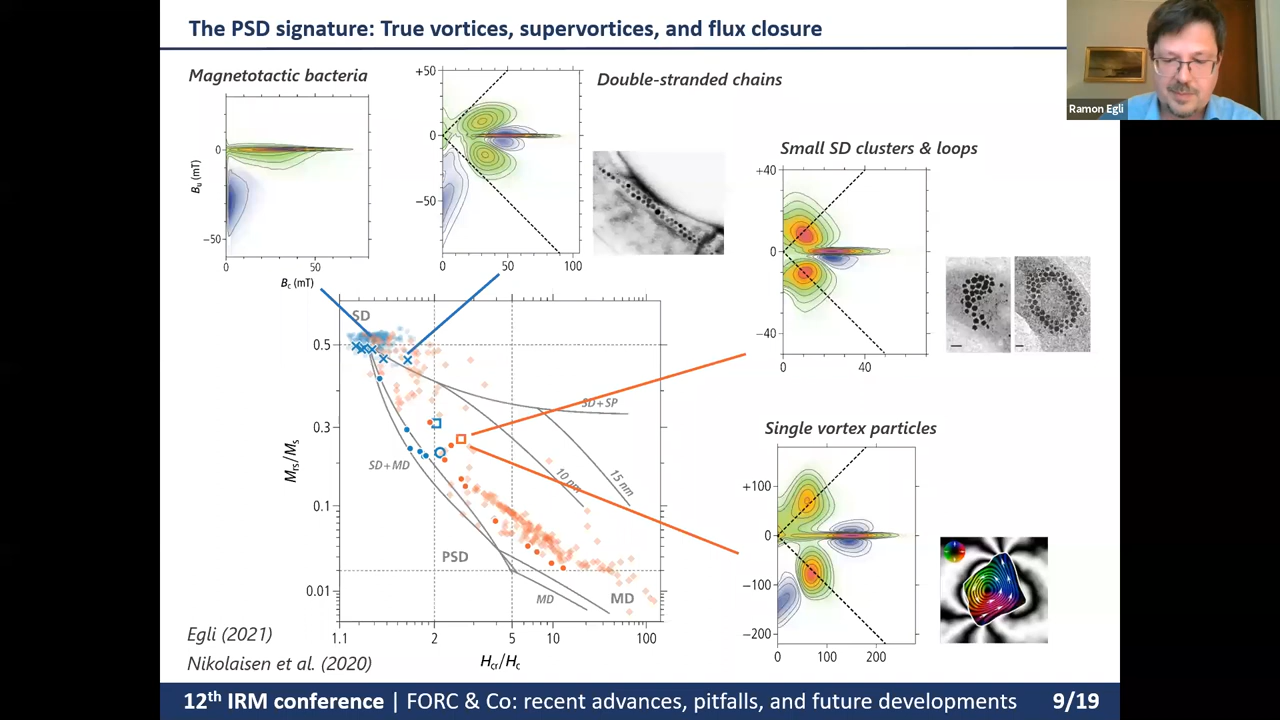 The PSD signature: True vortices, supervortices, and flux closure
Ramon Egli
Magnetotactic bacteria
0
−50
Bᵤ (mT)
0
50
B꜀ (mT)
+50
0
−50
0
50
100
Double-stranded chains
Small SD clusters & loops
+40
0
−40
0
40
SD
0.5
0.3
0.1
0.01
Mrs/Ms
SD+SP
SD+MD
10 nm
15 nm
PSD
MD
MD
1.1
2
5
10
100
Hcr/Hc
Single vortex particles
+100
0
−100
−200
0
100
200
Egli (2021)
Nikolaisen et al. (2020)
12th IRM conference | FORC & Co: recent advances, pitfalls, and future developments
9/19